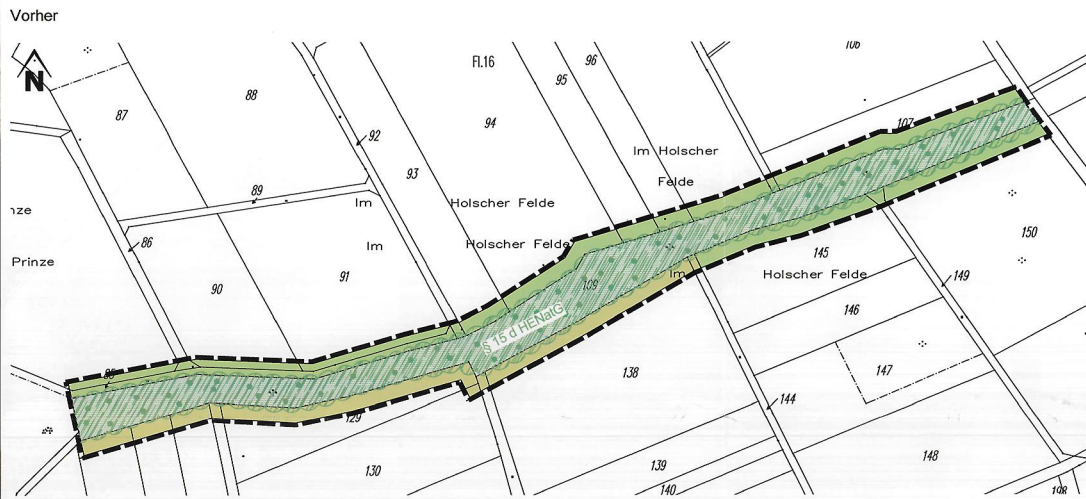 Vorher
N
Fl.16
106
96
95
88
87
94
92
107
Im Holscher
93
Felde
89
Im
Holscher Felde
nze
150
86
Im
Holscher Felde
145
Prinze
91
Im
Holscher Felde
149
90
109
146
§ 15 d HENatG
147
85
138
144
129
148
130
139
140
198